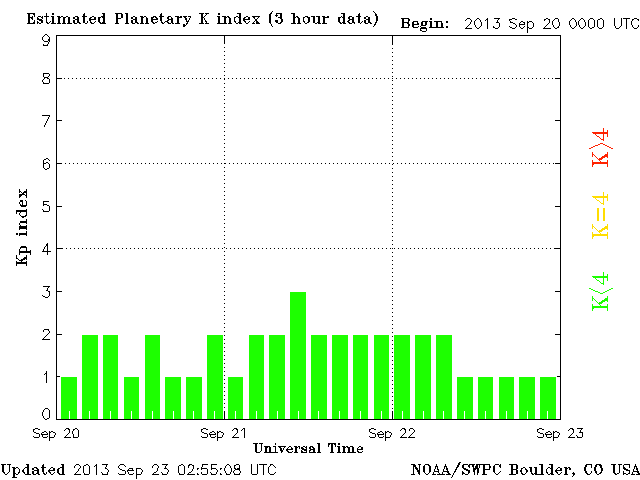 Estimated Planetary K index (3 hour data) Begin: 2013 Sep 20 0000 UTC
9
8
7
6
5
4
3
2
1
0
Kp index
Sep 20 Sep 21 Sep 22 Sep 23
Universal Time
K>4
K=4
K<4
Updated 2013 Sep 23 02:55:08 UTC NOAA/SWPC Boulder, CO USA